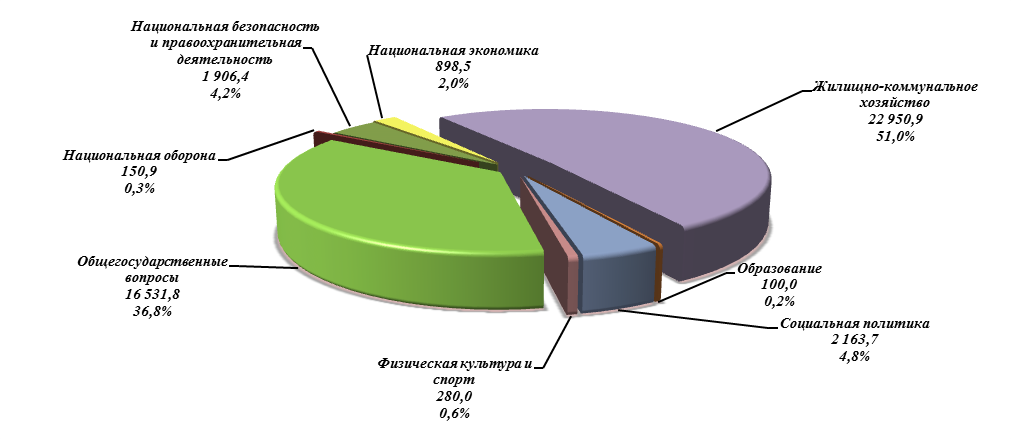 Национальная безопасность
и правоохранительная
деятельность
1 906,4
4,2%
Национальная экономика
898,5
2,0%
Жилищно-коммунальное
хозяйство
22 950,9
51,0%
Национальная оборона
150,9
0,3%
Общегосударственные
вопросы
16 531,8
36,8%
Образование
100,0
0,2%
Социальная политика
2 163,7
4,8%
Физическая культура и
спорт
280,0
0,6%